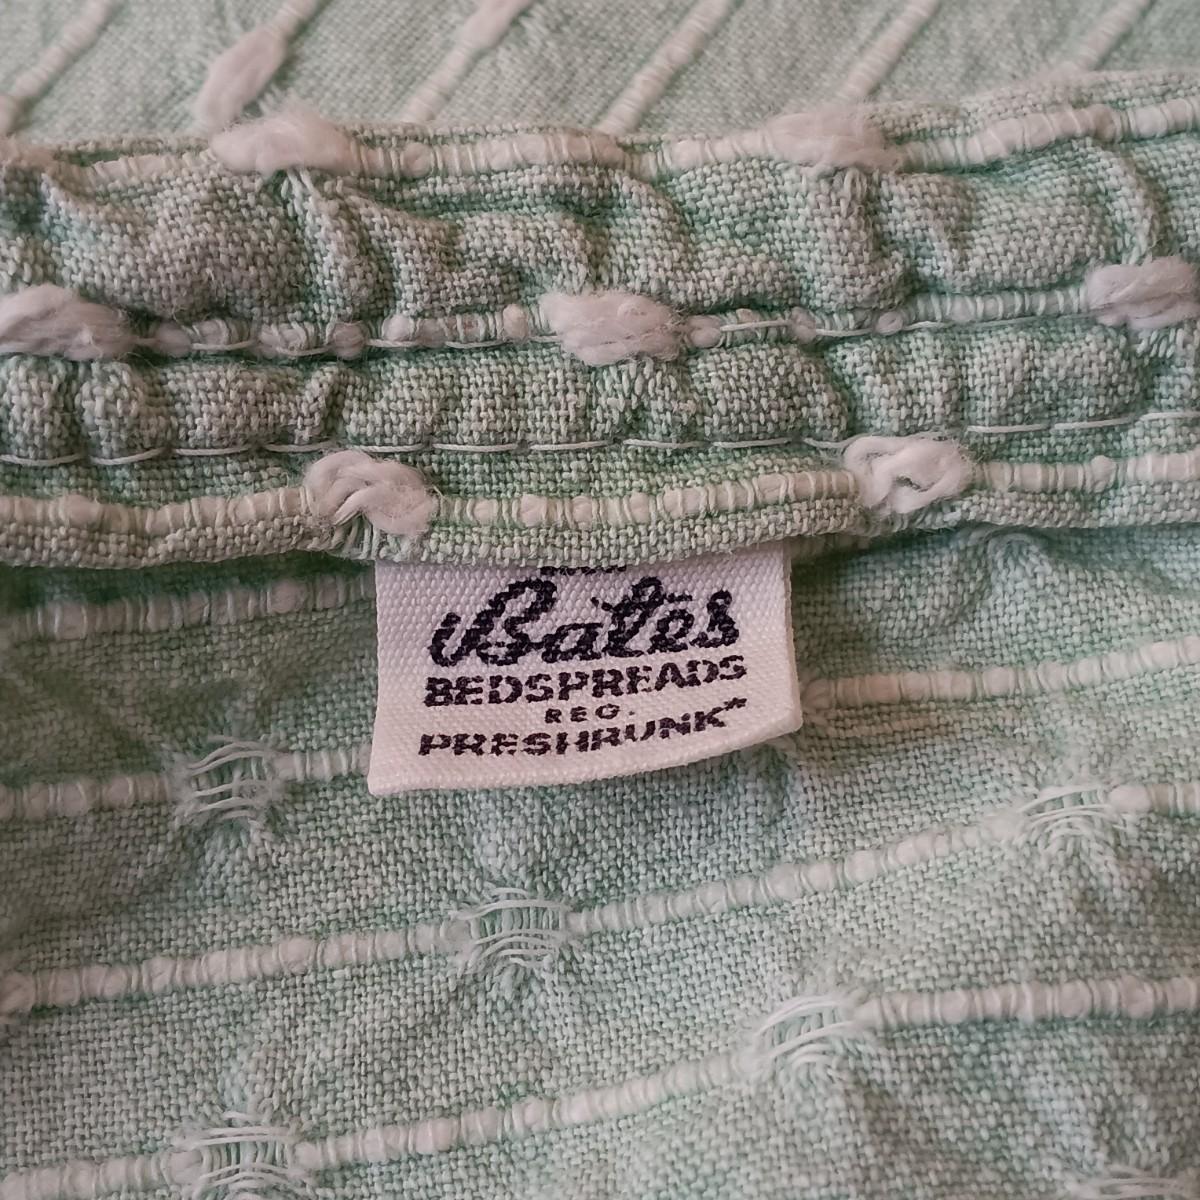 Bates
BEDSPREADS
REG.
PRESHRUNK*